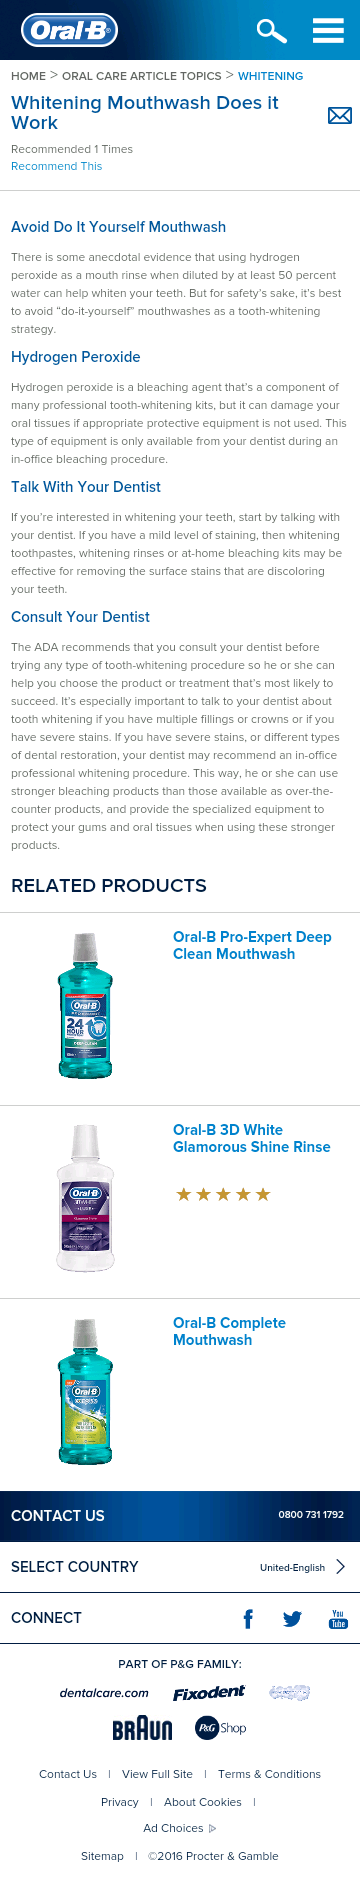 Oral-B
HOME > ORAL CARE ARTICLE TOPICS > WHITENING
Whitening Mouthwash Does it
Work
Recommended 1 Times
Recommend This
Avoid Do It Yourself Mouthwash
There is some anecdotal evidence that using hydrogen
peroxide as a mouth rinse when diluted by at least 50 percent
water can help whiten your teeth. But for safety's sake, it's best
to avoid “do-it-yourself” mouthwashes as a tooth-whitening
strategy.
Hydrogen Peroxide
Hydrogen peroxide is a bleaching agent that's a component of
many professional tooth-whitening kits, but it can damage your
oral tissues if appropriate protective equipment is not used. This
type of equipment is only available from your dentist during an
in-office bleaching procedure.
Talk With Your Dentist
If you're interested in whitening your teeth, start by talking with
your dentist. If you have a mild level of staining, then whitening
toothpastes, whitening rinses or at-home bleaching kits may be
effective for removing the surface stains that are discoloring
your teeth.
Consult Your Dentist
The ADA recommends that you consult your dentist before
trying any type of tooth-whitening procedure so he or she can
help you choose the product or treatment that's most likely to
succeed. It's especially important to talk to your dentist about
tooth whitening if you have multiple fillings or crowns or if you
have severe stains. If you have severe stains, or different types
of dental restoration, your dentist may recommend an in-office
professional whitening procedure. This way, he or she can use
stronger bleaching products than those available as over-the-
counter products, and provide the specialized equipment to
protect your gums and oral tissues when using these stronger
products.
RELATED PRODUCTS
Oral-B Pro-Expert Deep
Clean Mouthwash
Oral-B
24
HOUR
DEEP CLEAN
Oral-B 3D White
Glamorous Shine Rinse
Oral-B
3D WHITE
LUXE
Oral-B Complete
Mouthwash
Oral-B
COMPLETE
CONTACT US 0800 731 1792
SELECT COUNTRY United-English
CONNECT You Tube
PART OF P&G FAMILY:
dentalcare.com Fixodent
BRAUN P&G Shop
Contact Us | View Full Site | Terms & Conditions
Privacy | About Cookies |
Ad Choices
Sitemap | ©2016 Procter & Gamble